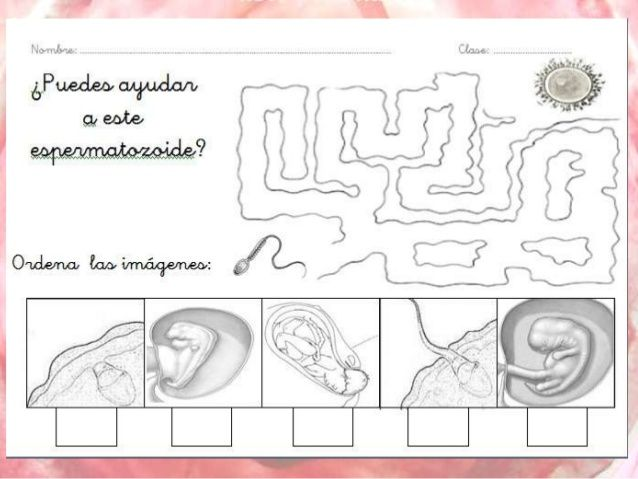 Nombre: Clase:
¿Puedes ayudar
a este
espermatozoide?
Ordena las imágenes: